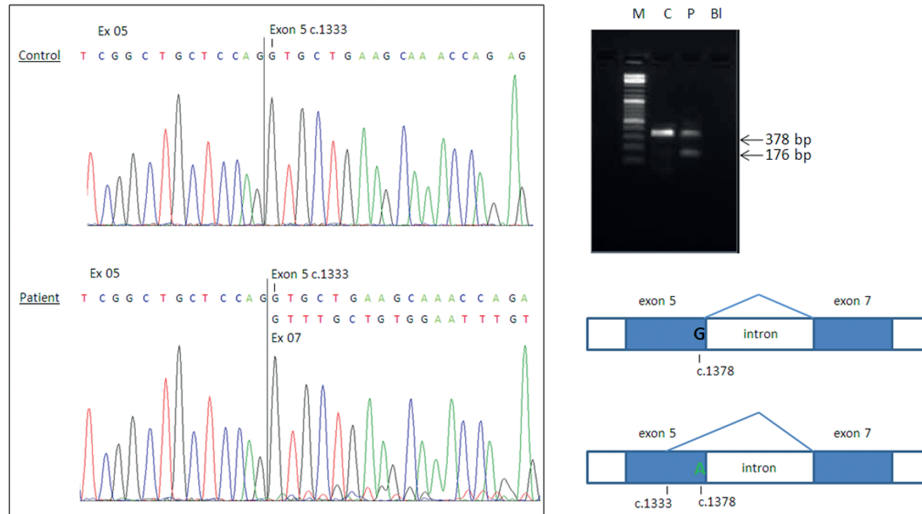 Ex 05
Exon 5 c.1333
Control
T C G G C T G C T C C A G G T G C T G A A G C A A A C C A G A G
Ex 05
Exon 5 c.1333
Patient
T C G G C T G C T C C A G G T G C T G A A G C A A A C C A G A
G T T T G C T G T G G A A T T T G T
Ex 07
M C P Bl
378 bp
176 bp
exon 5 exon 7
G intron
c.1378
exon 5 exon 7
A intron
c.1333 c.1378